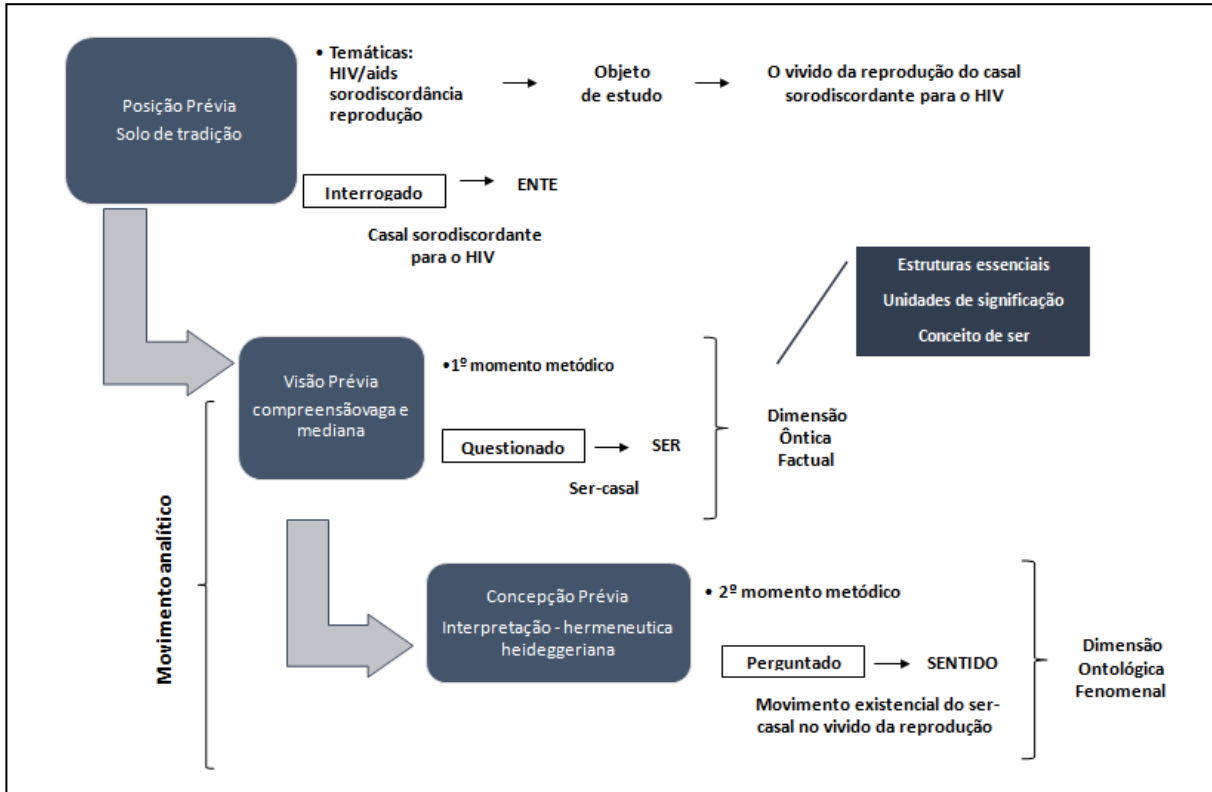 Posição Prévia
Solo de tradição
• Temáticas:
HIV/aids
sorodiscordância
reprodução
Objeto
de estudo
O vivido da reprodução do casal
sorodiscordante para o HIV
Interrogado
ENTE
Casal sorodiscordante
para o HIV
Estruturas essenciais
Unidades de significação
Conceito de ser
Movimento analítico
Visão Prévia
compreensãovaga e
mediana
•1º momento metódico
Questionado
SER
Ser-casal
Dimensão
Ôntica
Factual
Concepção Prévia
Interpretação - hermeneutica
heideggeriana
• 2º momento metódico
Perguntado
SENTIDO
Movimento existencial do ser-
casal no vivido da reprodução
Dimensão
Ontológica
Fenomenal